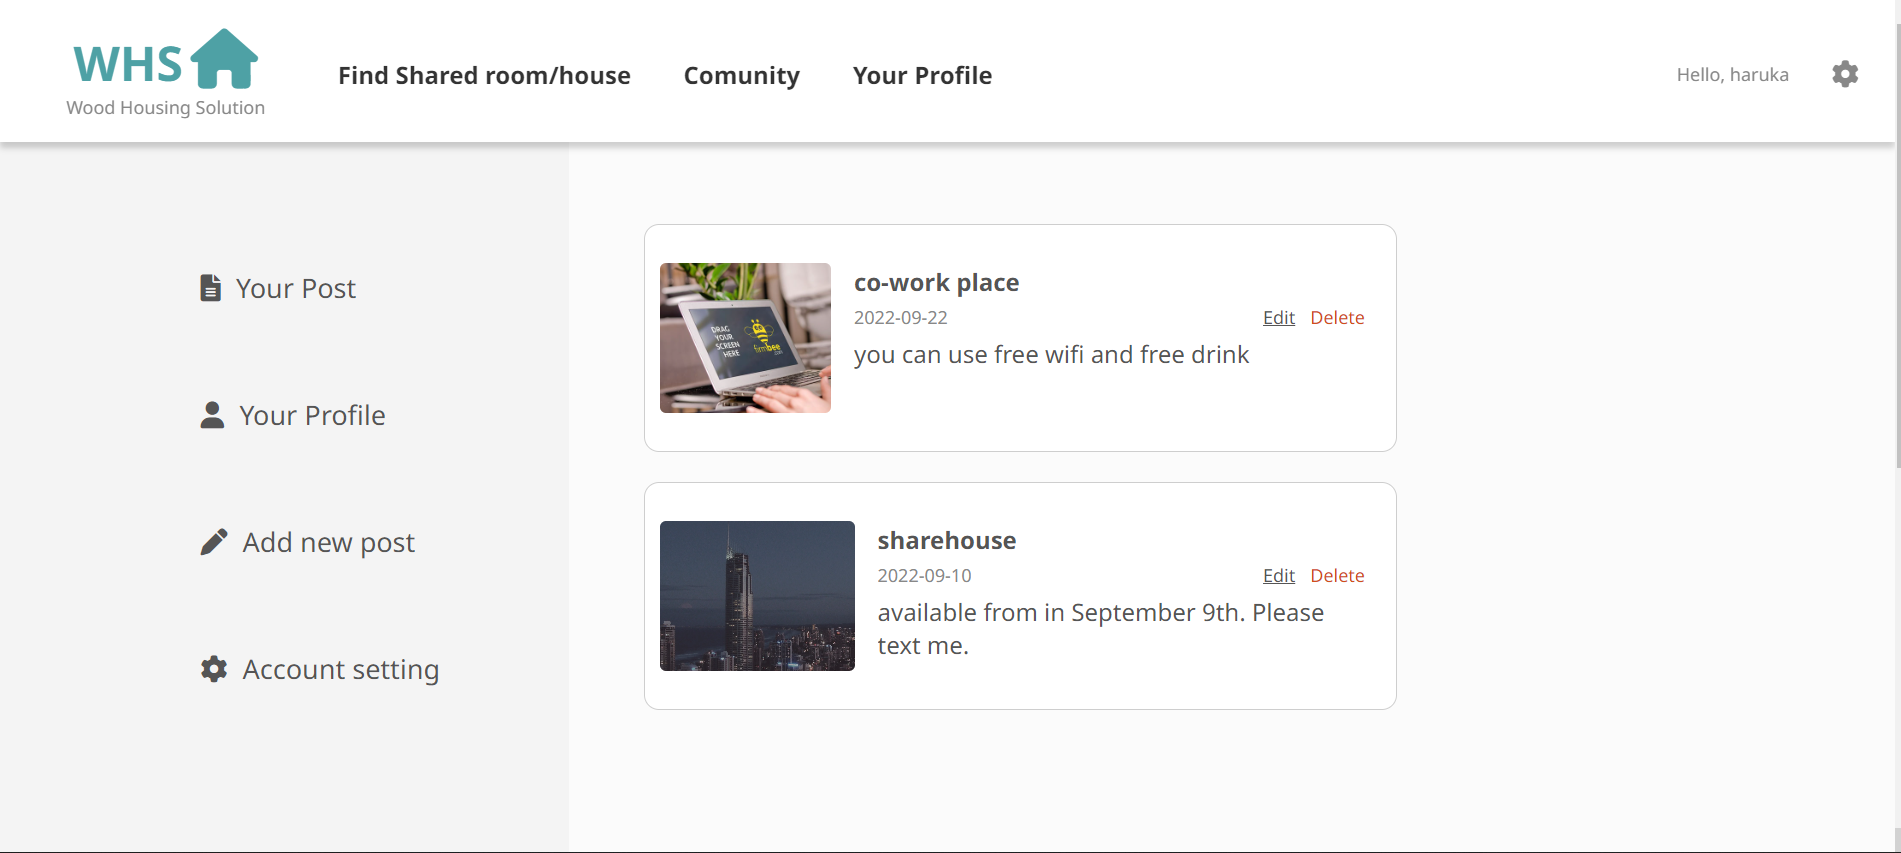 WHS
Wood Housing Solution
Find Shared room/house
Comunity
Your Profile
Hello, haruka
Your Post
Your Profile
Add new post
Account setting
co-work place
2022-09-22
Edit
Delete
you can use free wifi and free drink
DRAG
YOUR
SCREEN
HERE
firmbee
.com
sharehouse
2022-09-10
Edit
Delete
available from in September 9th. Please
text me.